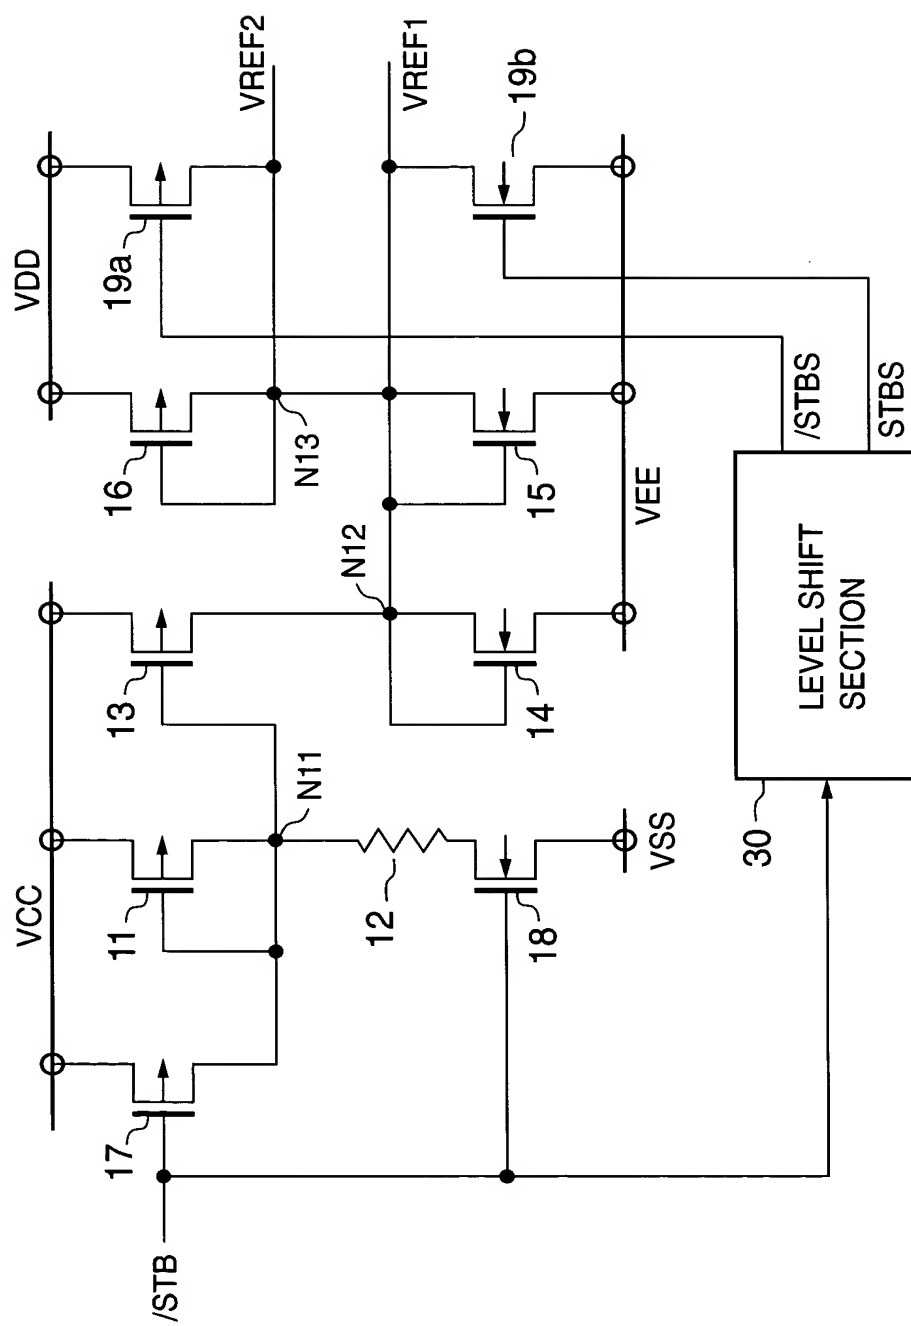 /STB
17
VCC
11
N11
12
18
VSS
13
N12
14
VDD
16
N13
15
VEE
19a
19b
VREF2
VREF1
30
LEVEL SHIFT
SECTION
/STBS
STBS